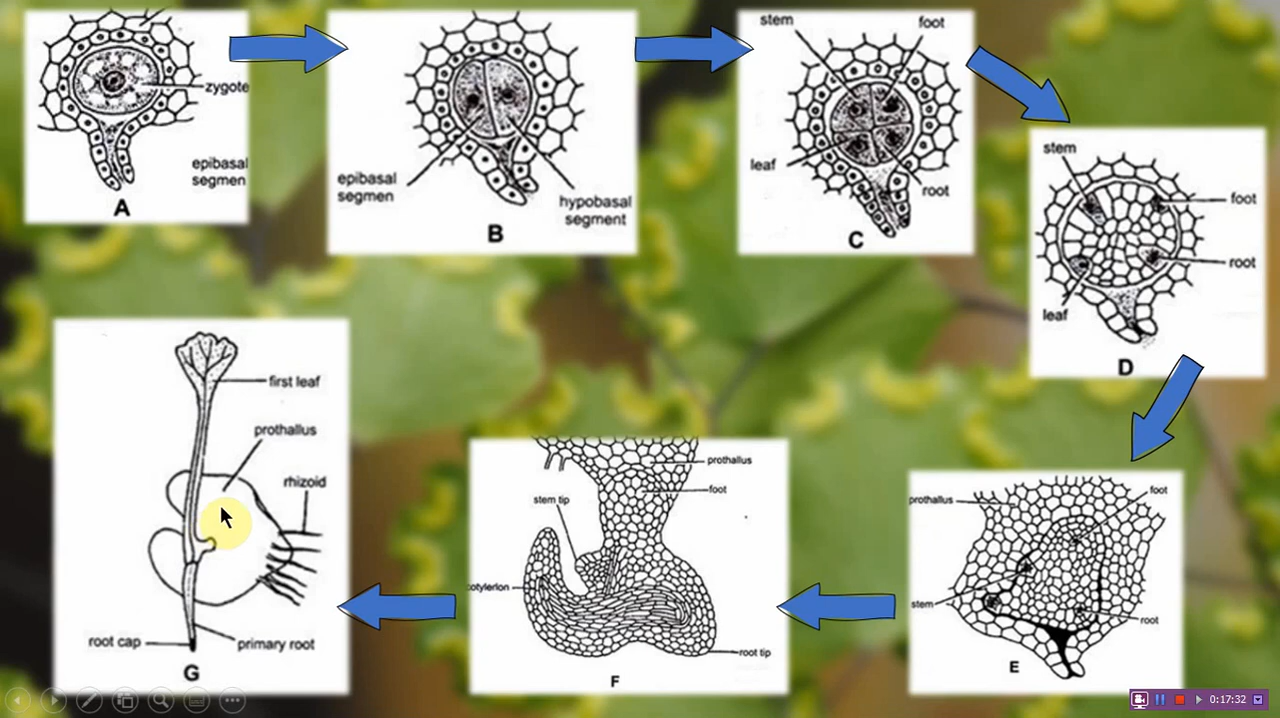 zygote
epibasal
segmen
A
epibasal
segmen
hypobasal
segment
B
stem
foot
leaf
root
C
stem
foot
root
leaf
D
first leaf
prothallus
rhizoid
root cap
primary root
G
prothallus
foot
stem tip
cotylerlon
root tip
F
prothallus
foot
stem
root
E
0:17:32